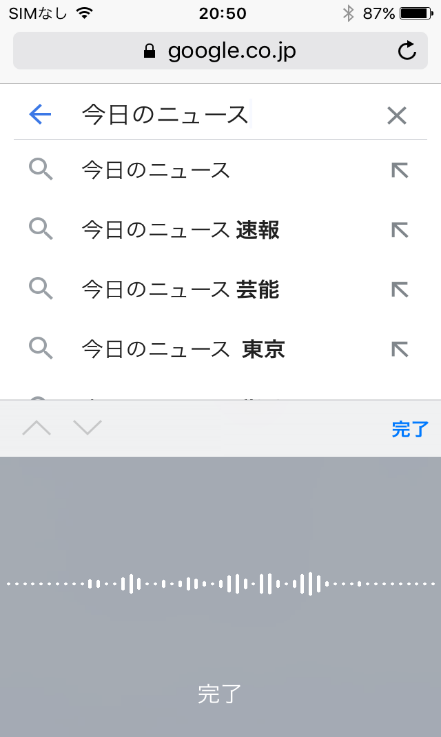 SIMなし 20:50 87%
google.co.jp
今日のニュース
今日のニュース
今日のニュース 速報
今日のニュース 芸能
今日のニュース 東京
完了
完了